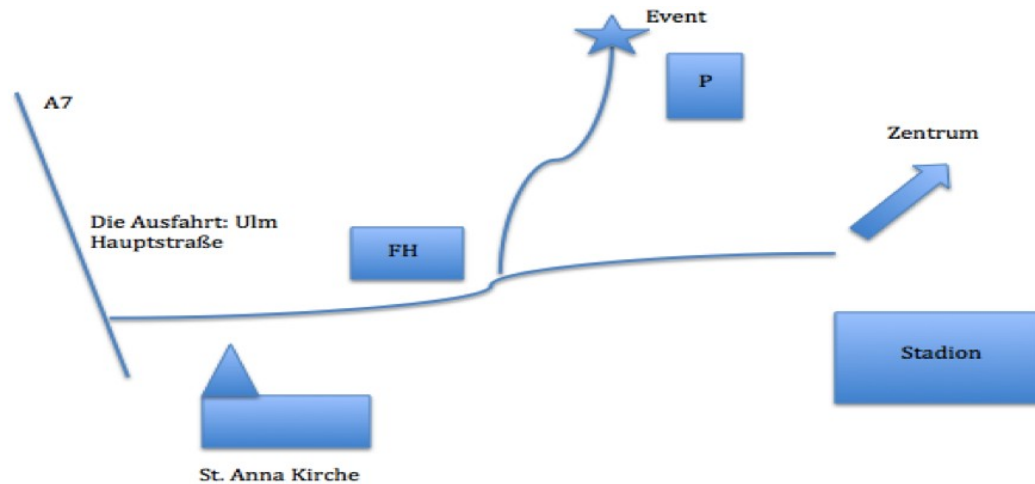 Event
P
A7
Zentrum
Die Ausfahrt: Ulm
Hauptstraße
FH
Stadion
St. Anna Kirche